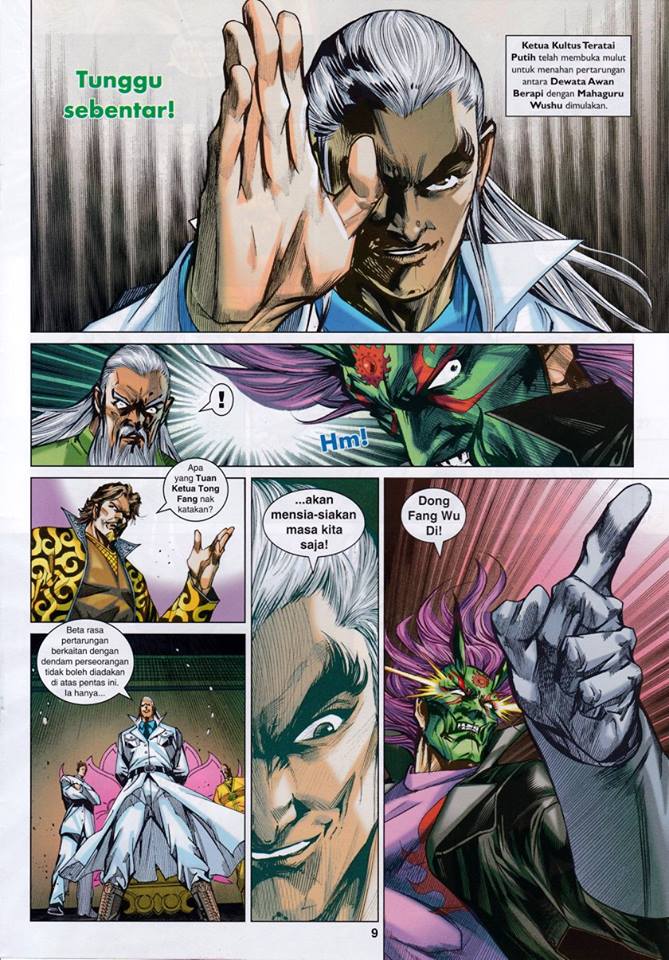 Tunggu
sebentar!
Ketua Kultus Teratai
Putih telah membuka mulut
untuk menahan pertarungan
antara Dewata Awan
Berapi dengan Mahaguru
Wushu dimulakan.
!
Hm!
Apa
yang Tuan
Ketua Tong
Fang nak
katakan?
Beta rasa
pertarungan
berkaitan dengan
dendam perseorangan
tidak boleh diadakan
di atas pentas ini.
Ia hanya...
...akan
mensia-siakan
masa kita
saja!
Dong
Fang Wu
Di!
9